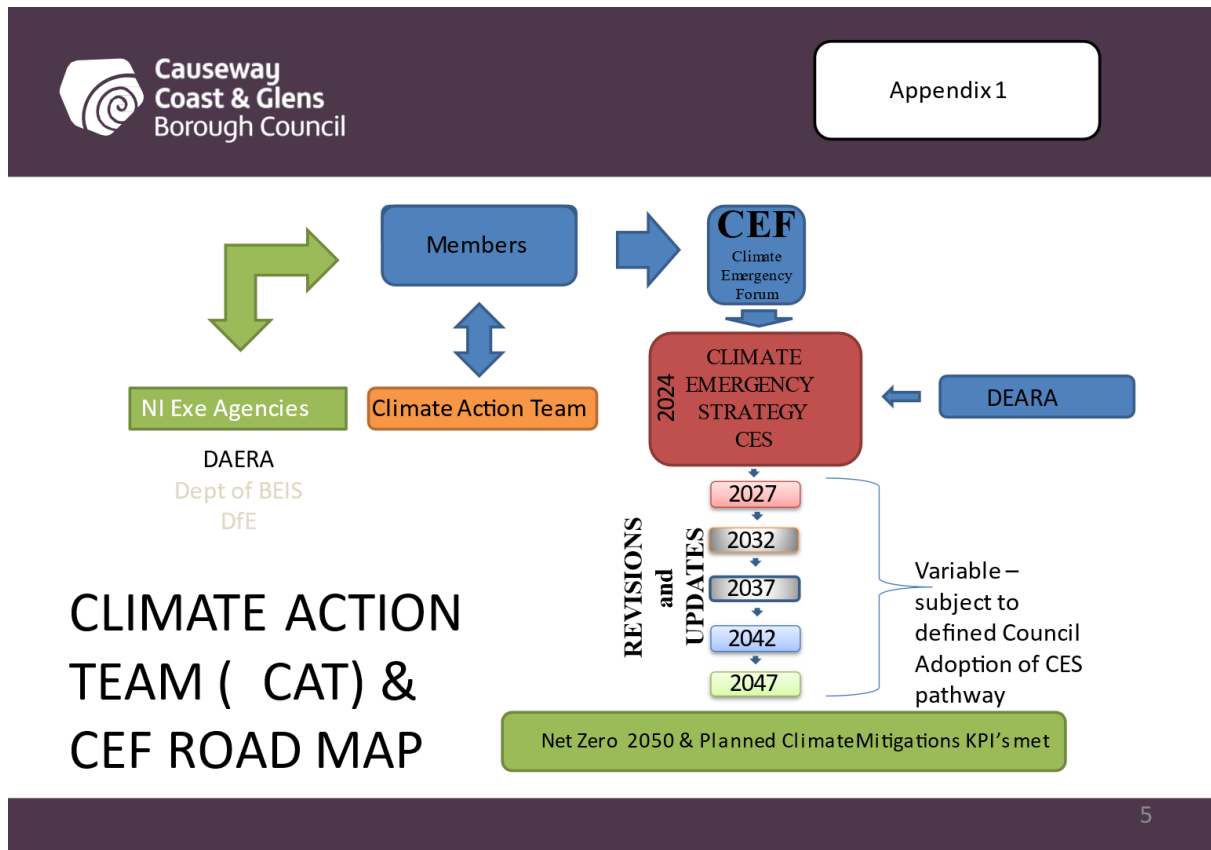 Causeway
Coast & Glens
Borough Council
Appendix 1
Members
CEF
Climate
Emergency
Forum
NI Exe Agencies
Climate Action Team
2024
CLIMATE
EMERGENCY
STRATEGY
CES
DEARA
DAERA
Dept of BEIS
DfE
REVISIONS
and
UPDATES
2027
2032
2037
2042
2047
Variable –
subject to
defined Council
Adoption of CES
pathway
CLIMATE ACTION
TEAM ( CAT) &
CEF ROAD MAP
Net Zero 2050 & Planned ClimateMitigations KPI's met
5